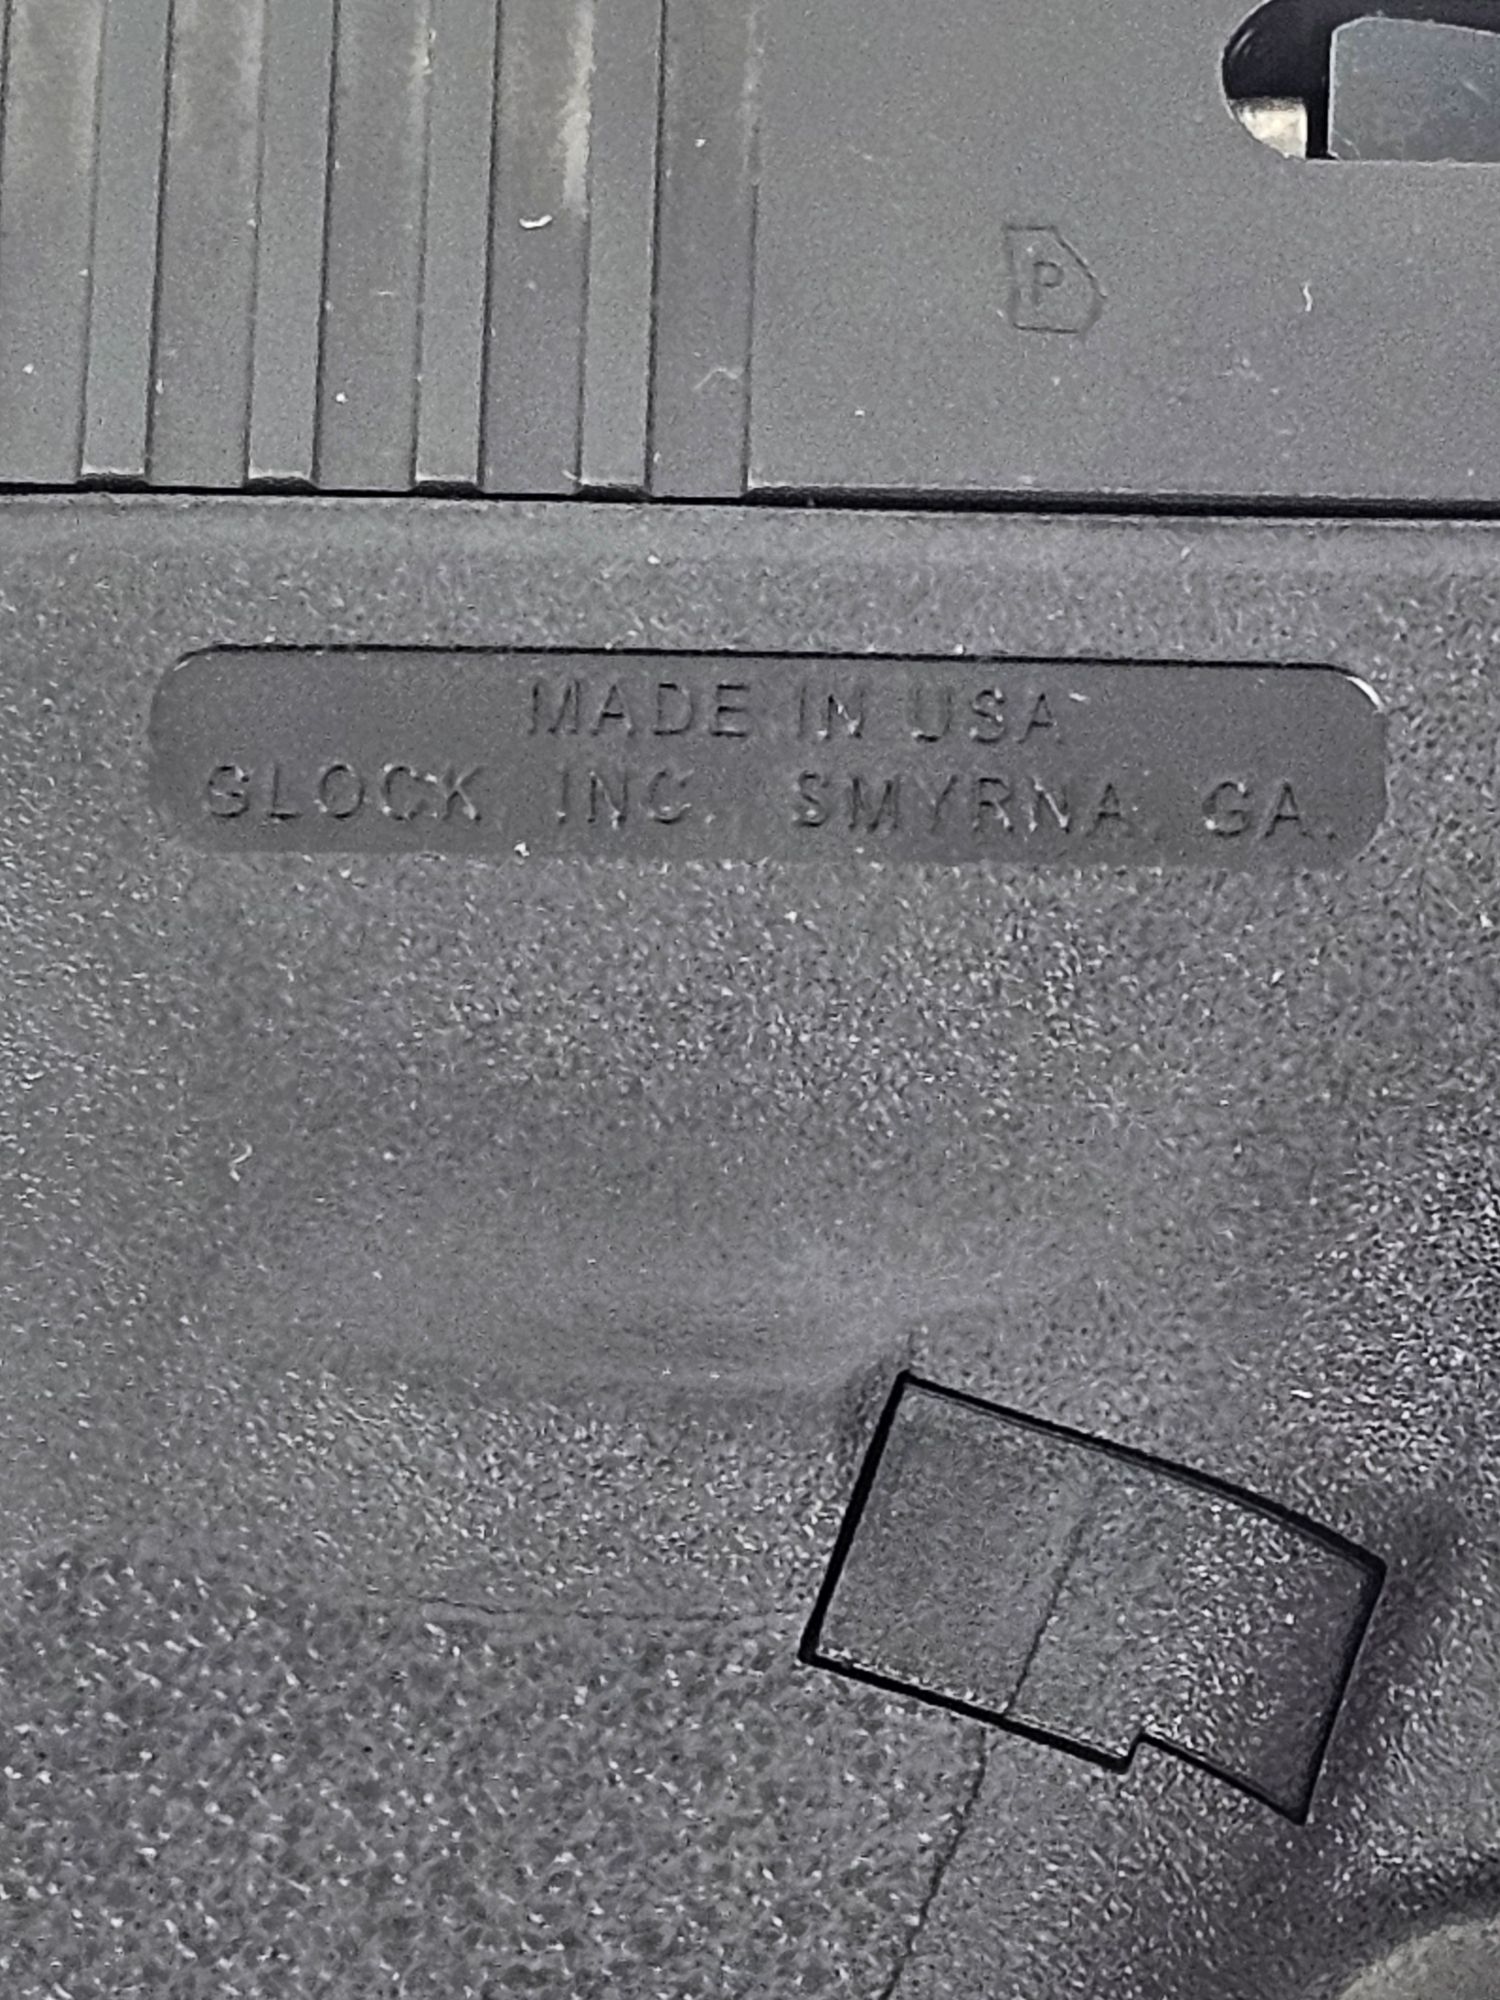 P
MADE IN USA
GLOCK INC. SMYRNA, GA.